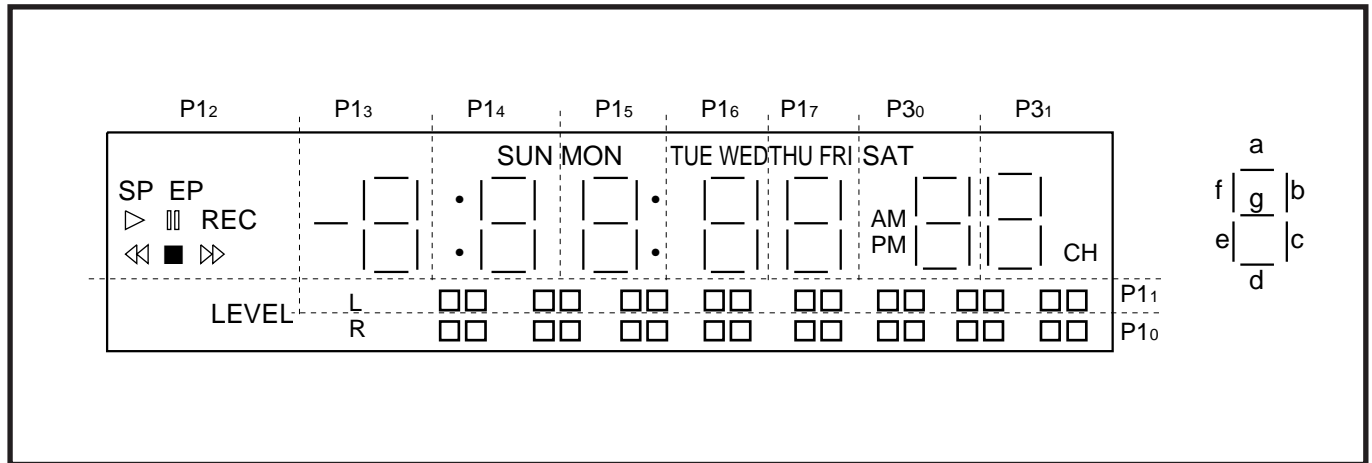 P12 P13 P14 P15 P16 P17 P30 P31
SUN MON TUE WED THU FRI SAT
SP EP
REC
AM
PM
CH
LEVEL L P11
R P10
a
f g b
e c
d